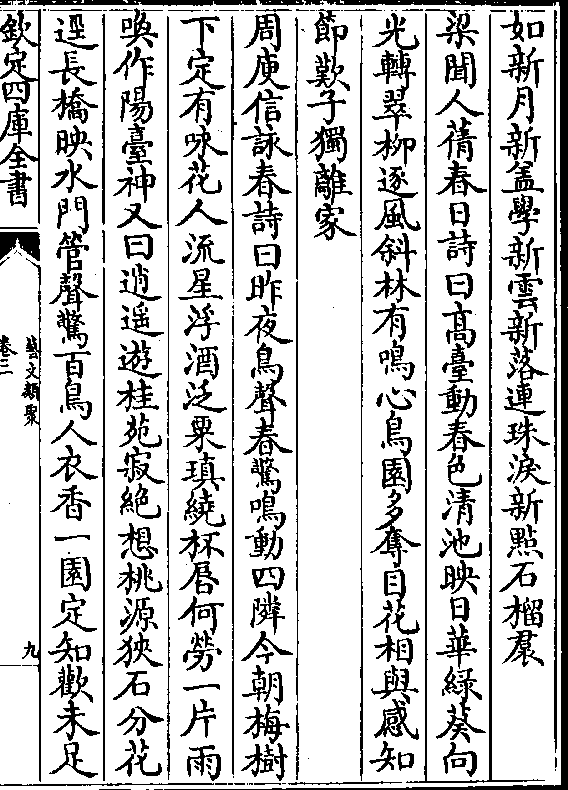 如新月新盖學新雲新落連珠淚新點石榴裙
梁聞人蒨春日詩曰髙臺動春色清池映日華緑葵向
光轉翠柳逐風斜林有鳴心鳥園多奪目花相與感知
節歎子獨離家
周庾信詠春詩曰昨夜鳥聲春驚鳴動四隣今朝梅樹
下定有咏花人流星浮酒泛粟瑱繞杯唇何勞一片雨
喚作陽臺神又曰逍遥遊桂苑寂絶想桃源狹石分花
逕長橋映水門管聲驚百鳥人衣香一園定知歡未足
欽定四庫全書
藝文類聚
卷三
九